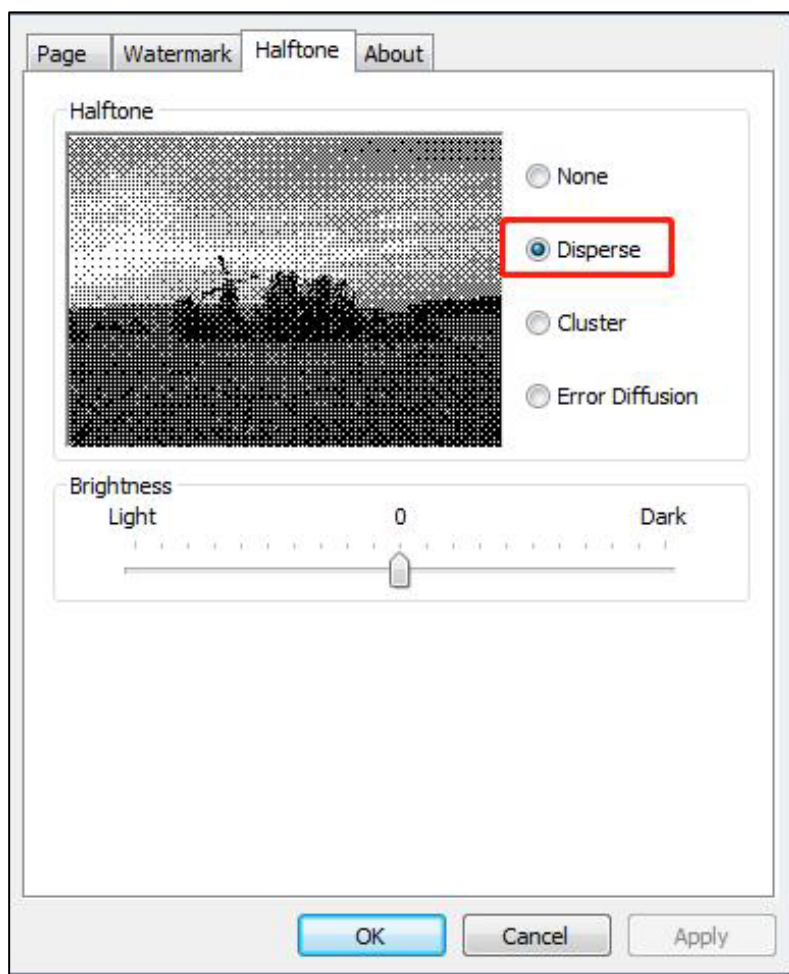 Page Watermark Halftone About
Halftone
None
Disperse
Cluster
Error Diffusion
Brightness
Light 0 Dark
OK Cancel Apply